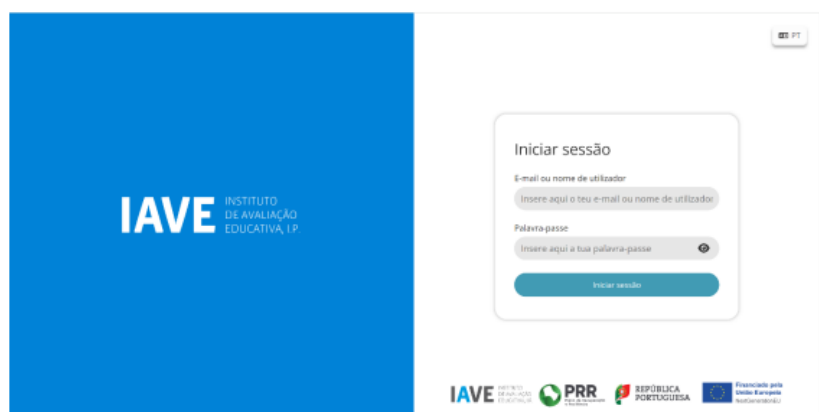 PT
Iniciar sessão
E-mail ou nome de utilizador
Insere aqui o teu e-mail ou nome de utilizador
Palavra-passe
Insere aqui a tua palavra-passe
Iniciar sessão
IAVE
INSTITUTO
DE AVALIAÇÃO
EDUCATIVA, I.P.
IAVE
PRR
REPÚBLICA
PORTUGUESA
Financiado pela
União Europeia
NextGenerationEU